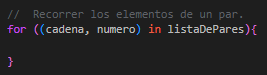 //  Recorrer los elementos de un par.
for ((cadena, numero) in listaDePares){
}